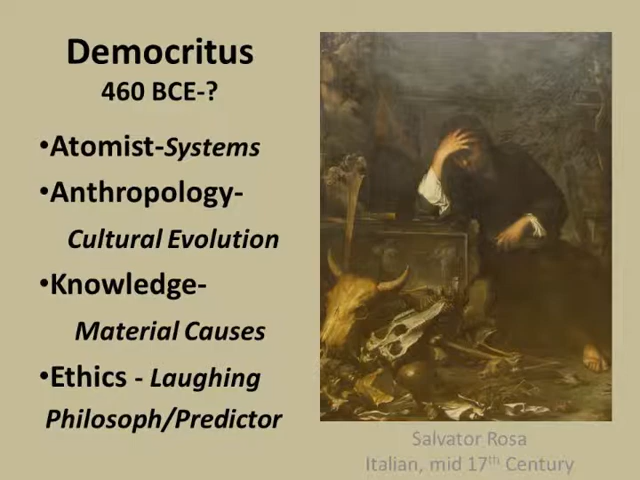 Democritus
460 BCE-?
•Atomist-Systems
•Anthropology-
Cultural Evolution
•Knowledge-
Material Causes
•Ethics - Laughing
Philosoph/Predictor
Salvator Rosa
Italian, mid 17th Century